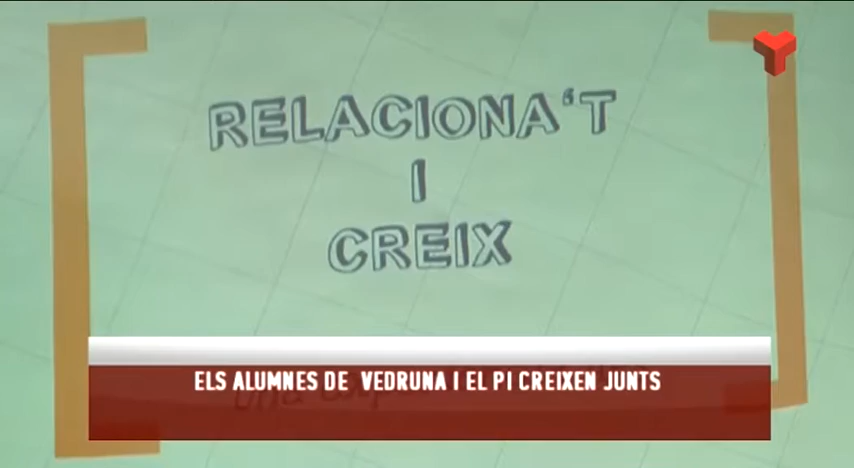 RELACIONA'T
I
CREIX
ELS ALUMNES DE VEDRUNA I EL PI CREIXEN JUNTS